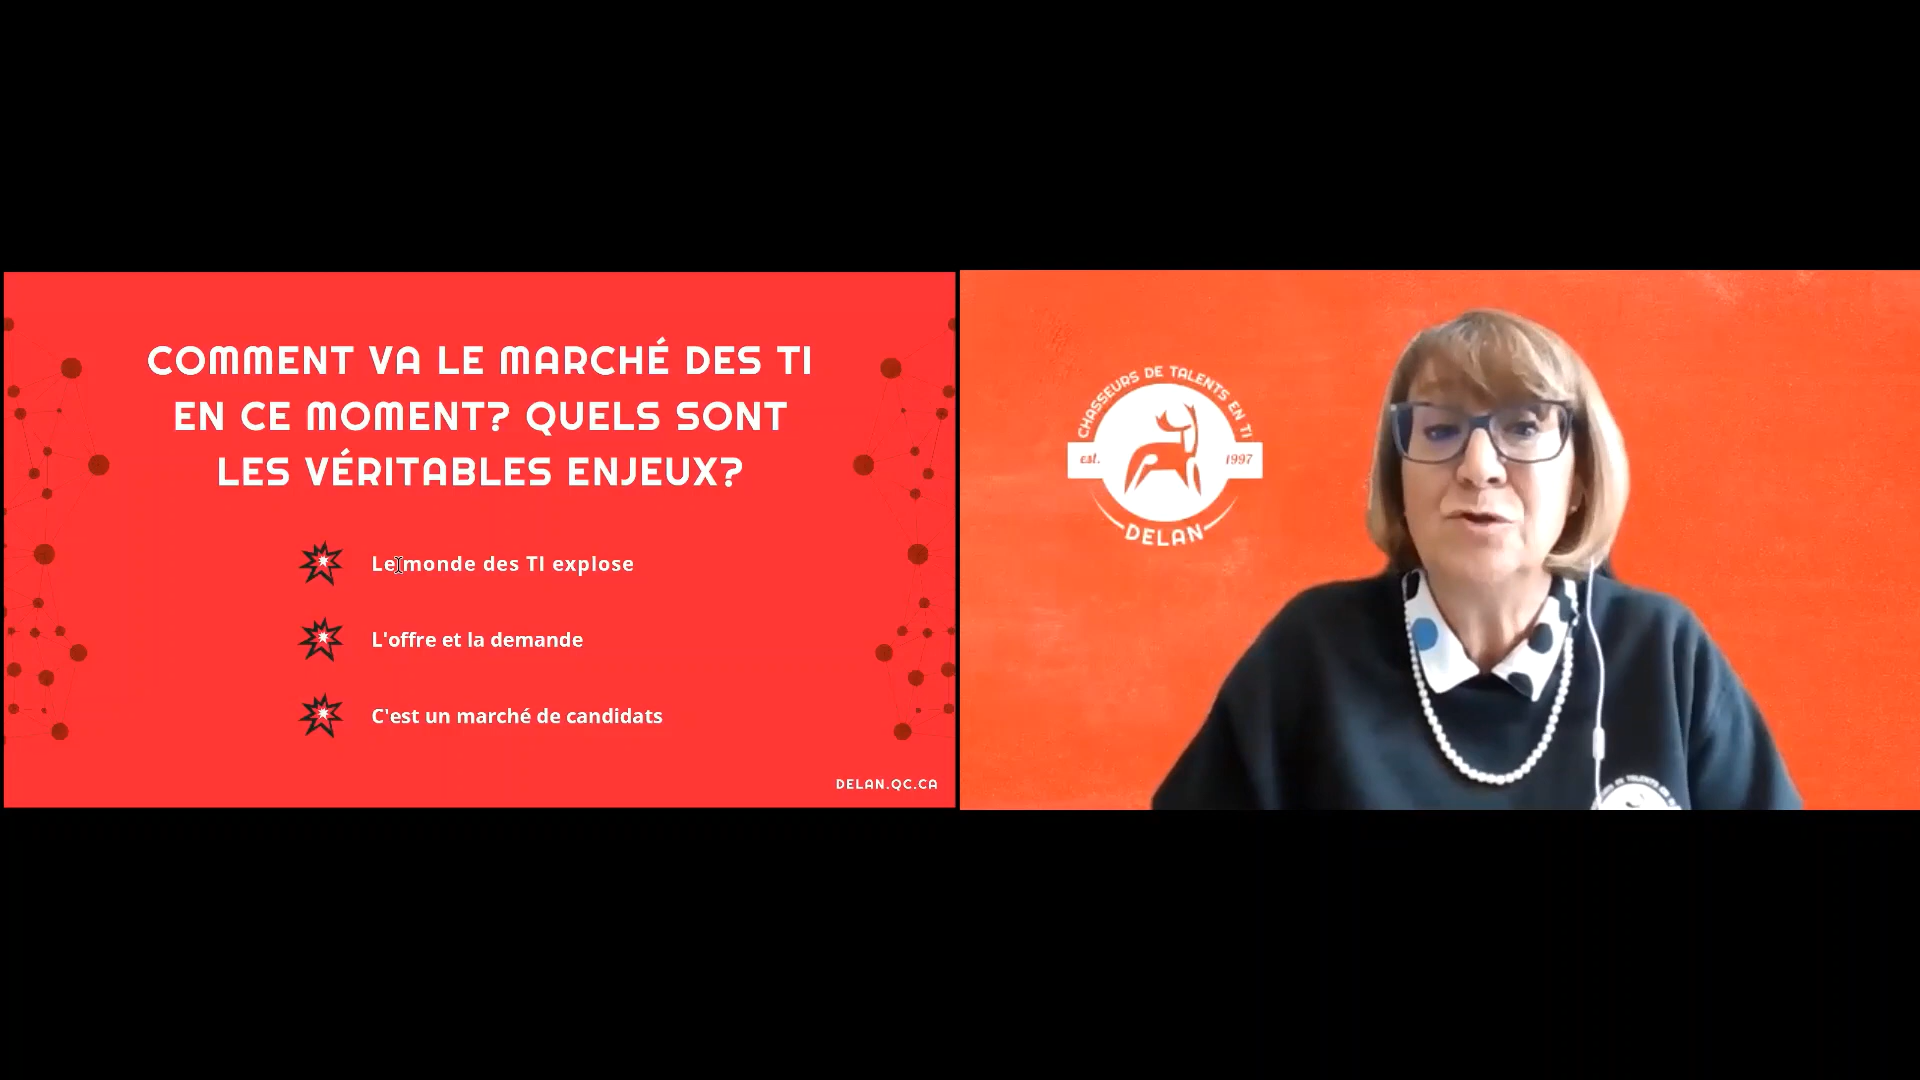 COMMENT VA LE MARCHÉ DES TI
EN CE MOMENT? QUELS SONT
LES VÉRITABLES ENJEUX?
Le monde des TI explose
L'offre et la demande
C'est un marché de candidats
DELAN.QC.CA
CHASSEURS DE TALENTS EN TI
est. 1997
DELAN